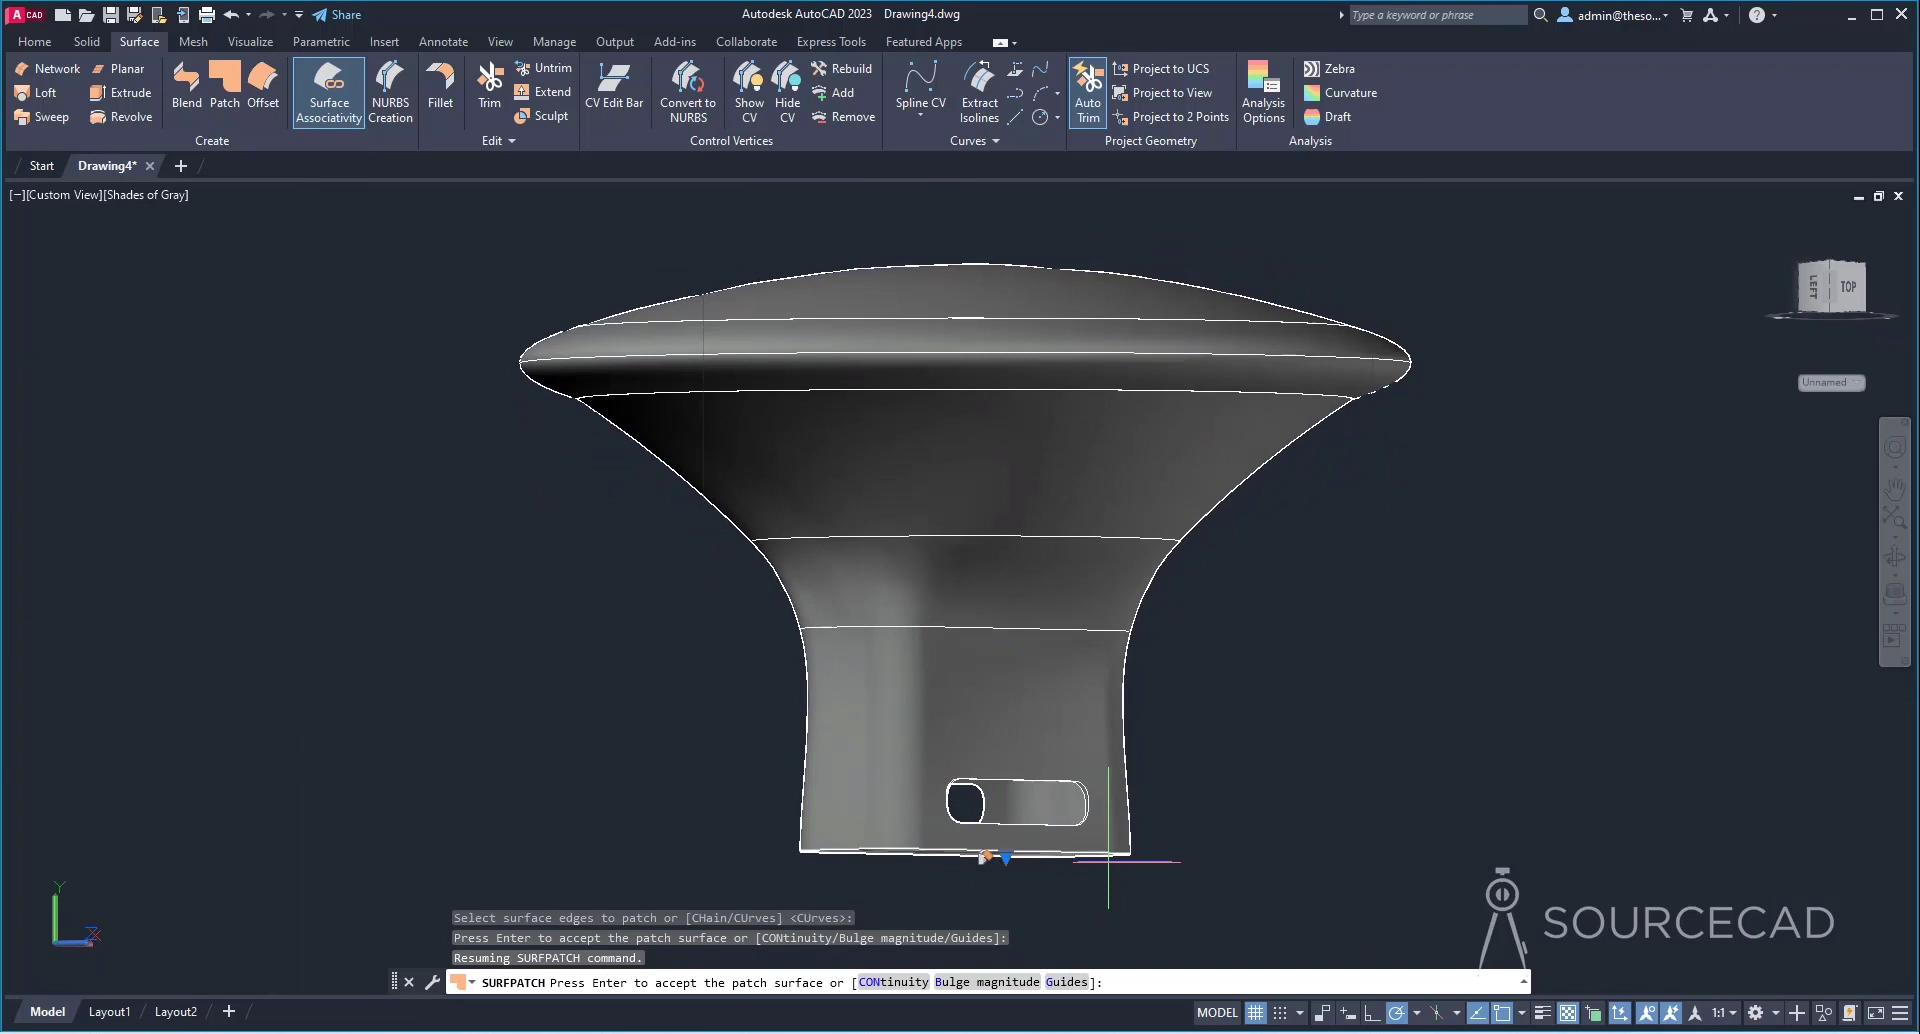 A CAD
Share
Autodesk AutoCAD 2023 Drawing4.dwg
Type a keyword or phrase
admin@theso...
Home Solid Surface Mesh Visualize Parametric Insert Annotate View Manage Output Add-ins Collaborate Express Tools Featured Apps
Network Planar
Loft Extrude
Sweep Revolve
Blend Patch Offset
Surface Associativity
NURBS Creation
Fillet
Trim
Untrim
Extend
Sculpt
CV Edit Bar
Convert to NURBS
Show CV
Hide CV
Rebuild
Add
Remove
Spline CV
Extract Isolines
Auto Trim
Project to UCS
Project to View
Project to 2 Points
Analysis Options
Zebra
Curvature
Draft
Create Edit Control Vertices Curves Project Geometry Analysis
Start Drawing4*
[−][Custom View][Shades of Gray]
LEFT TOP
Unnamed
Y
Select surface edges to patch or [CHain/CUrves] <CUrves>:
Press Enter to accept the patch surface or [CONtinuity/Bulge magnitude/Guides]:
Resuming SURFPATCH command.
SURFPATCH Press Enter to accept the patch surface or [CONtinuity Bulge magnitude Guides]:
SOURCECAD
Model Layout1 Layout2
MODEL 1:1